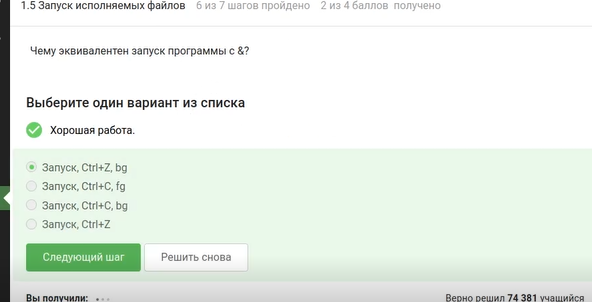 1.5 Запуск исполняемых файлов 6 из 7 шагов пройдено 2 из 4 баллов получено
Чему эквивалентен запуск программы с &?
Выберите один вариант из списка
Хорошая работа.
Запуск, Ctrl+Z, bg
Запуск, Ctrl+C, fg
Запуск, Ctrl+C, bg
Запуск, Ctrl+Z
Следующий шаг Решить снова
Вы получили: Верно решил 74 381 учащийся